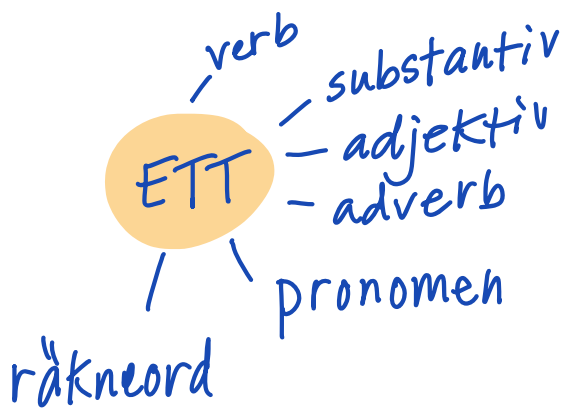 verb
substantiv
adjektiv
ETT
adverb
pronomen
räkneord